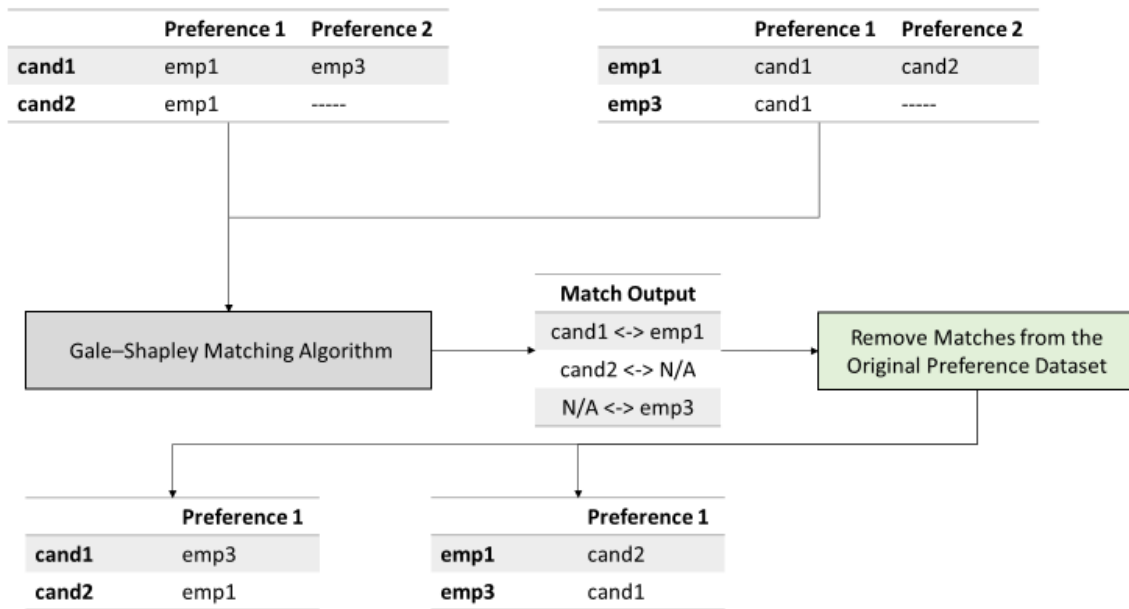 Preference 1 Preference 2
cand1 emp1 emp3
cand2 emp1 -----
Preference 1 Preference 2
emp1 cand1 cand2
emp3 cand1 -----
Gale–Shapley Matching Algorithm
Match Output
cand1 <-> emp1
cand2 <-> N/A
N/A <-> emp3
Remove Matches from the
Original Preference Dataset
Preference 1
cand1 emp3
cand2 emp1
Preference 1
emp1 cand2
emp3 cand1